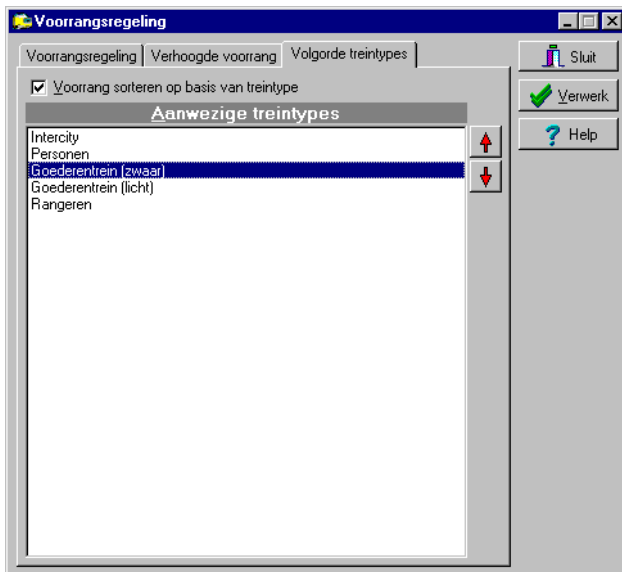 Voorrangsregeling
Voorrangsregeling Verhoogde voorrang Volgorde treintypes
Voorrang sorteren op basis van treintype
Aanwezige treintypes
Intercity
Personen
Goederentrein (zwaar)
Goederentrein (licht)
Rangeren
Sluit
Verwerk
Help